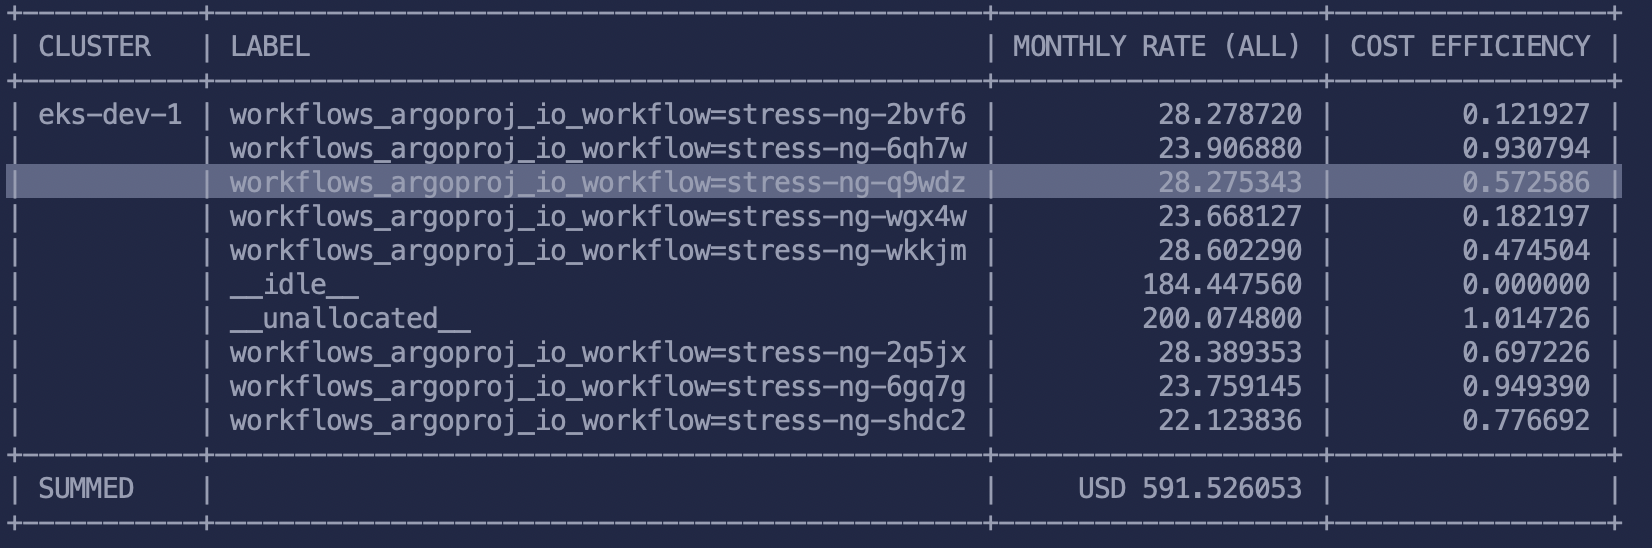 +-----------+------------------------------------------------+--------------------+-----------------+
| CLUSTER   | LABEL                                          | MONTHLY RATE (ALL) | COST EFFICIENCY |
+-----------+------------------------------------------------+--------------------+-----------------+
| eks-dev-1 | workflows_argoproj_io_workflow=stress-ng-2bvf6 |          28.278720 |        0.121927 |
|           | workflows_argoproj_io_workflow=stress-ng-6qh7w |          23.906880 |        0.930794 |
|           | workflows_argoproj_io_workflow=stress-ng-q9wdz |          28.275343 |        0.572586 |
|           | workflows_argoproj_io_workflow=stress-ng-wgx4w |          23.668127 |        0.182197 |
|           | workflows_argoproj_io_workflow=stress-ng-wkkjm |          28.602290 |        0.474504 |
|           | __idle__                                       |         184.447560 |        0.000000 |
|           | __unallocated__                                |         200.074800 |        1.014726 |
|           | workflows_argoproj_io_workflow=stress-ng-2q5jx |          28.389353 |        0.697226 |
|           | workflows_argoproj_io_workflow=stress-ng-6gq7g |          23.759145 |        0.949390 |
|           | workflows_argoproj_io_workflow=stress-ng-shdc2 |          22.123836 |        0.776692 |
+-----------+------------------------------------------------+--------------------+-----------------+
| SUMMED    |                                                |     USD 591.526053 |                 |
+-----------+------------------------------------------------+--------------------+-----------------+